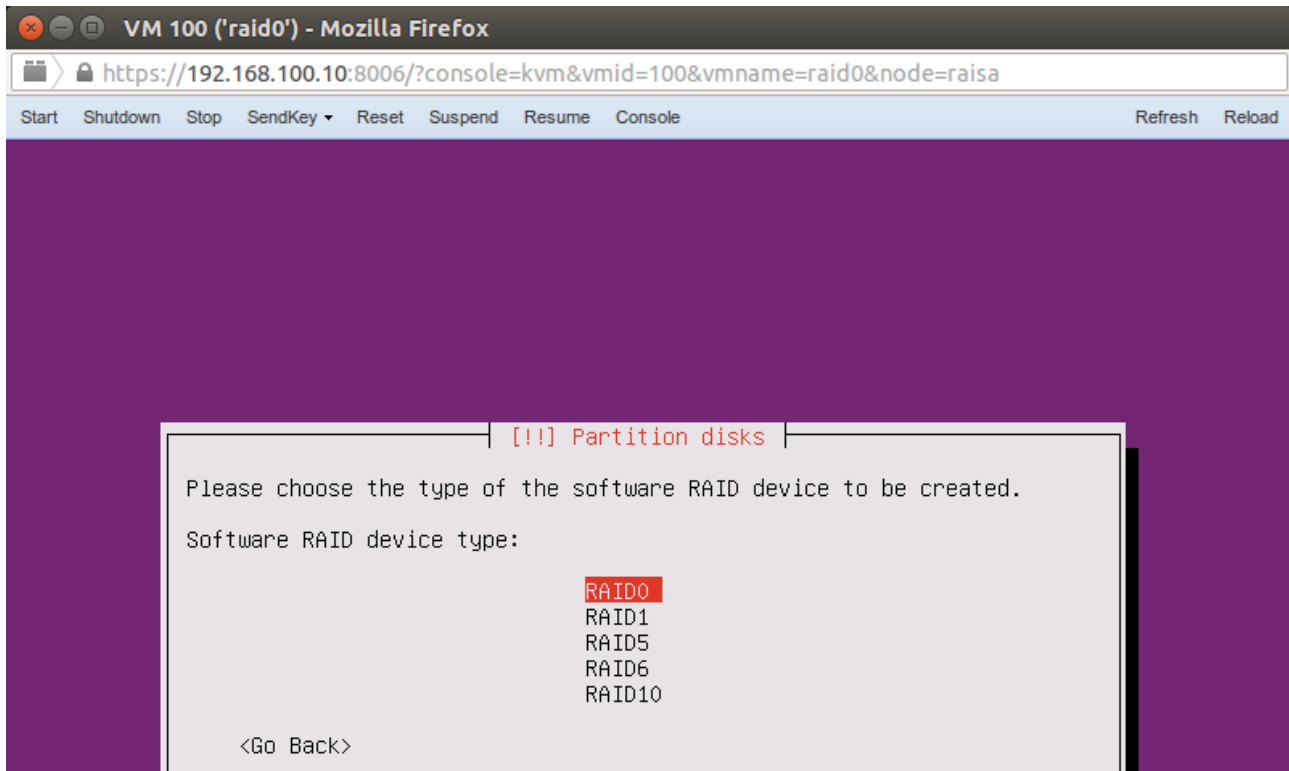 VM 100 ('raid0') - Mozilla Firefox
https://192.168.100.10:8006/?console=kvm&vmid=100&vmname=raid0&node=raisa
Start Shutdown Stop SendKey Reset Suspend Resume Console Refresh Reload
[!!] Partition disks
Please choose the type of the software RAID device to be created.
Software RAID device type:
RAID0
RAID1
RAID5
RAID6
RAID10
<Go Back>